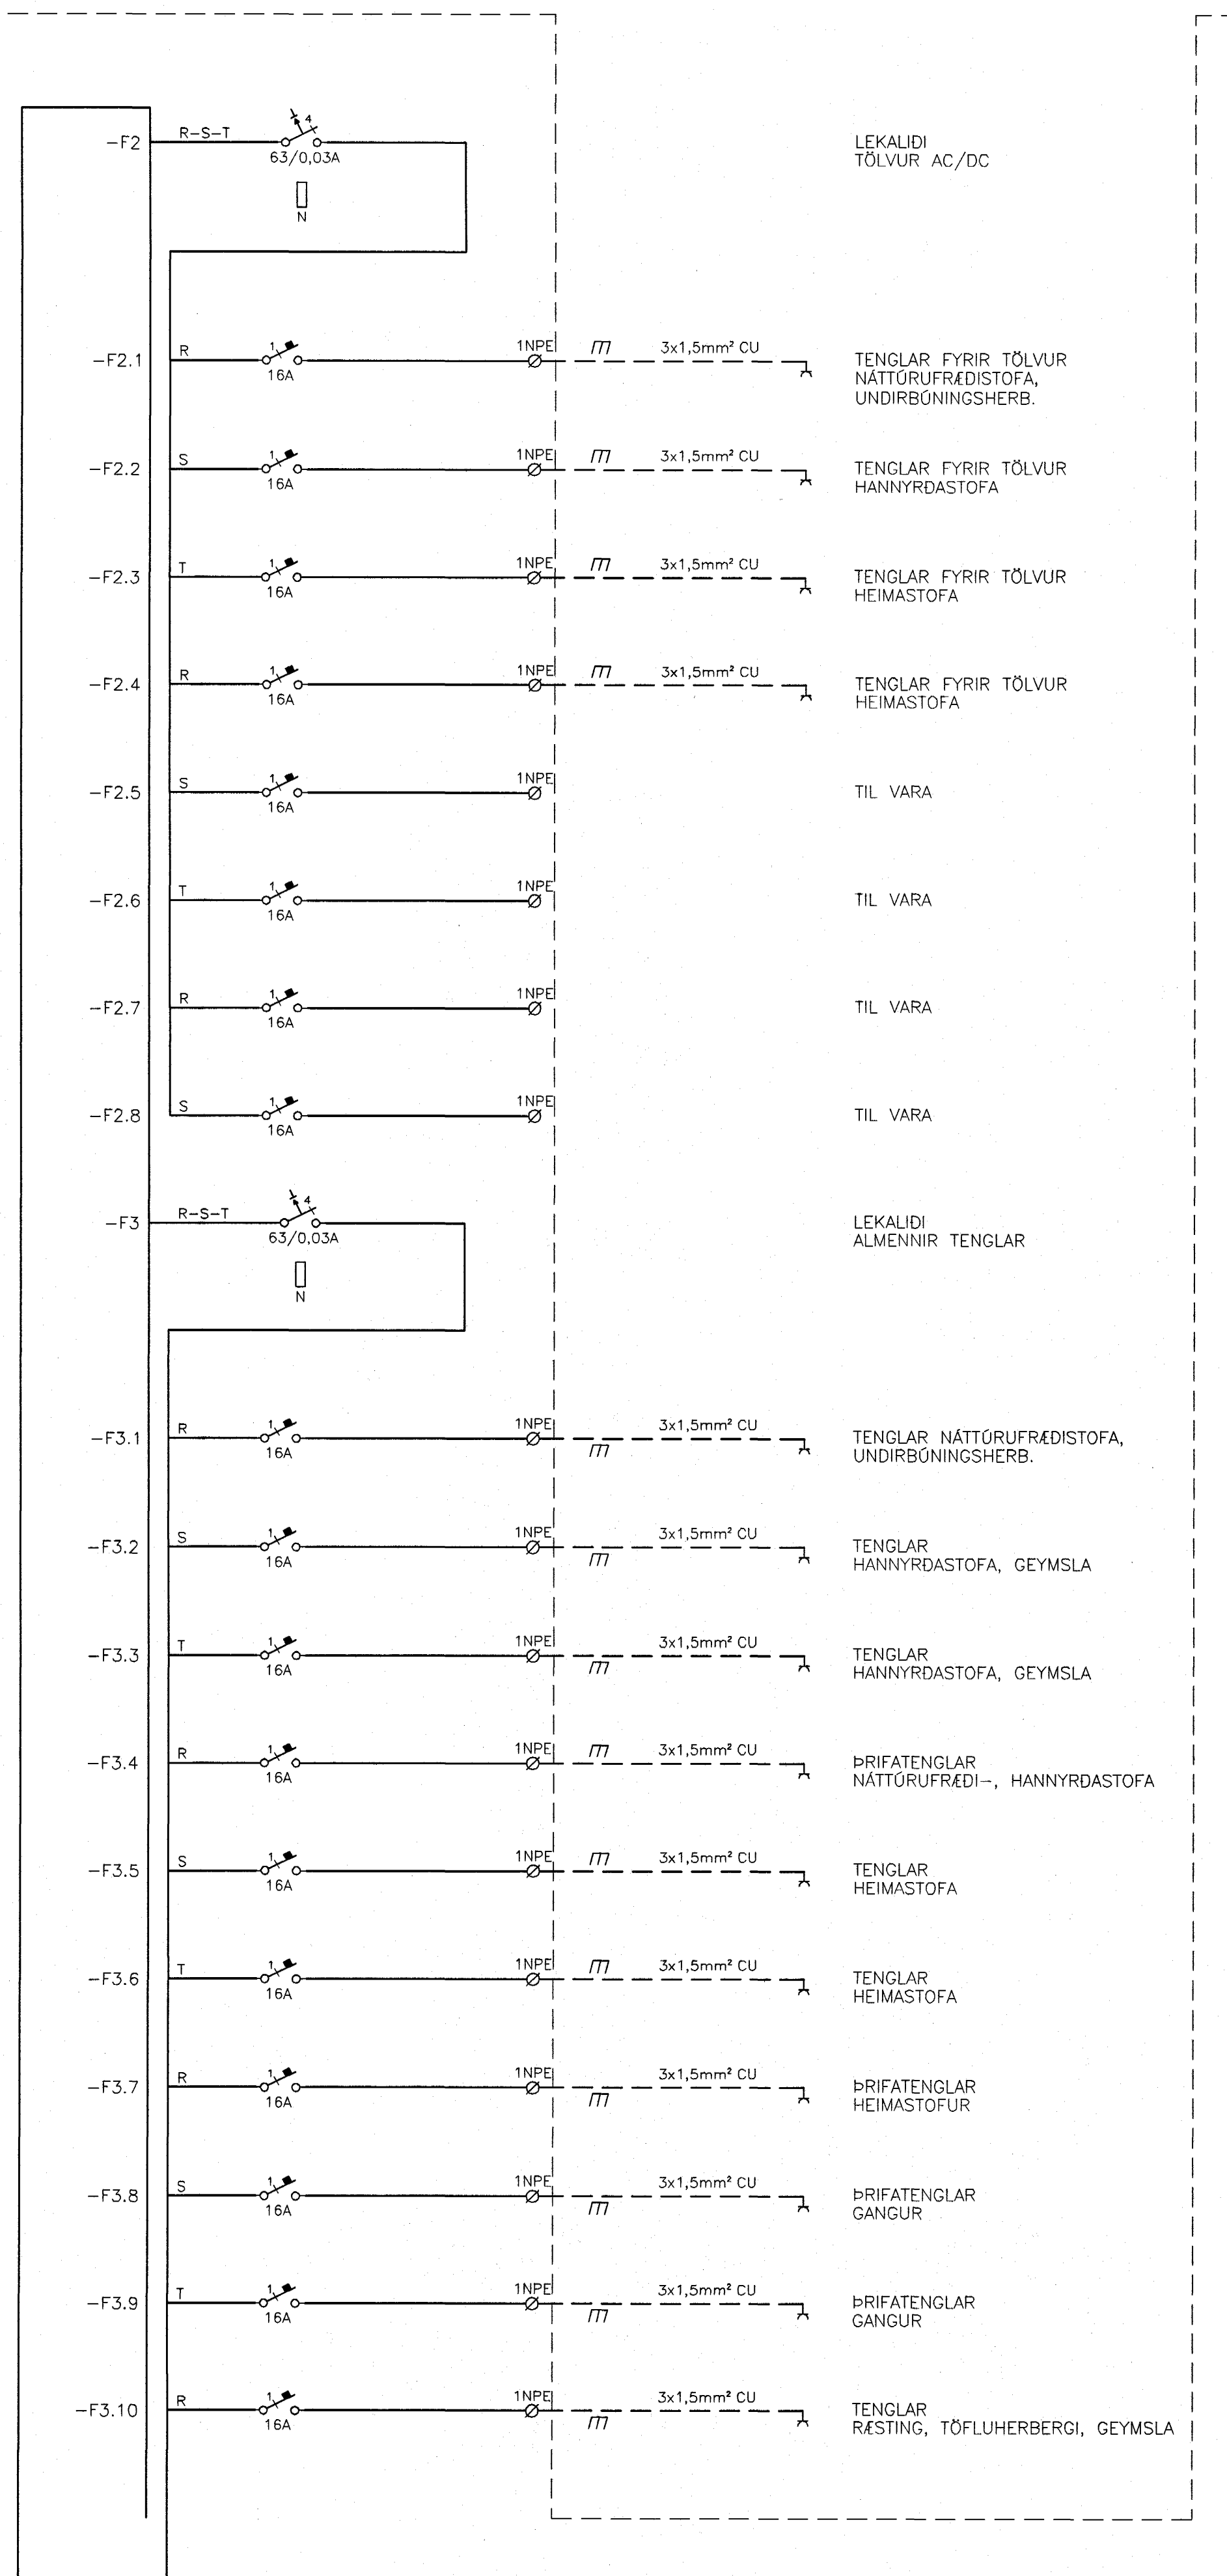 -F2 R-S-T 4 LEKALIÐI
63/0,03A TÖLVUR AC/DC
N
-F2.1 R 1 16A 1NPE 3x1,5mm² CU TENGLAR FYRIR TÖLVUR
NÁTTÚRUFRÆÐISTOFA,
UNDIRBÚNINGSHERB.
-F2.2 S 1 16A 1NPE 3x1,5mm² CU TENGLAR FYRIR TÖLVUR
HANNYRÐASTOFA
-F2.3 T 1 16A 1NPE 3x1,5mm² CU TENGLAR FYRIR TÖLVUR
HEIMASTOFA
-F2.4 R 1 16A 1NPE 3x1,5mm² CU TENGLAR FYRIR TÖLVUR
HEIMASTOFA
-F2.5 S 1 16A 1NPE TIL VARA
-F2.6 T 1 16A 1NPE TIL VARA
-F2.7 R 1 16A 1NPE TIL VARA
-F2.8 S 1 16A 1NPE TIL VARA
-F3 R-S-T 4 LEKALIÐI
63/0,03A ALMENNIR TENGLAR
N
-F3.1 R 1 16A 1NPE 3x1,5mm² CU TENGLAR NÁTTÚRUFRÆÐISTOFA,
UNDIRBÚNINGSHERB.
-F3.2 S 1 16A 1NPE 3x1,5mm² CU TENGLAR
HANNYRÐASTOFA, GEYMSLA
-F3.3 T 1 16A 1NPE 3x1,5mm² CU TENGLAR
HANNYRÐASTOFA, GEYMSLA
-F3.4 R 1 16A 1NPE 3x1,5mm² CU ÞRIFATENGLAR
NÁTTÚRUFRÆÐI-, HANNYRÐASTOFA
-F3.5 S 1 16A 1NPE 3x1,5mm² CU TENGLAR
HEIMASTOFA
-F3.6 T 1 16A 1NPE 3x1,5mm² CU TENGLAR
HEIMASTOFA
-F3.7 R 1 16A 1NPE 3x1,5mm² CU ÞRIFATENGLAR
HEIMASTOFUR
-F3.8 S 1 16A 1NPE 3x1,5mm² CU ÞRIFATENGLAR
GANGUR
-F3.9 T 1 16A 1NPE 3x1,5mm² CU ÞRIFATENGLAR
GANGUR
-F3.10 R 1 16A 1NPE 3x1,5mm² CU TENGLAR
RÆSTING, TÖFLUHERBERGI, GEYMSLA